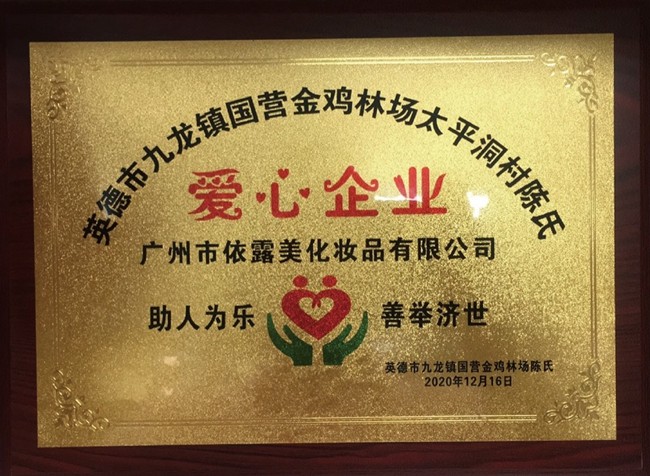 英德市九龙镇国营金鸡林场太平洞村陈氏
爱心企业
广州市依露美化妆品有限公司
助人为乐 善举济世
英德市九龙镇国营金鸡林场陈氏
2020年12月16日